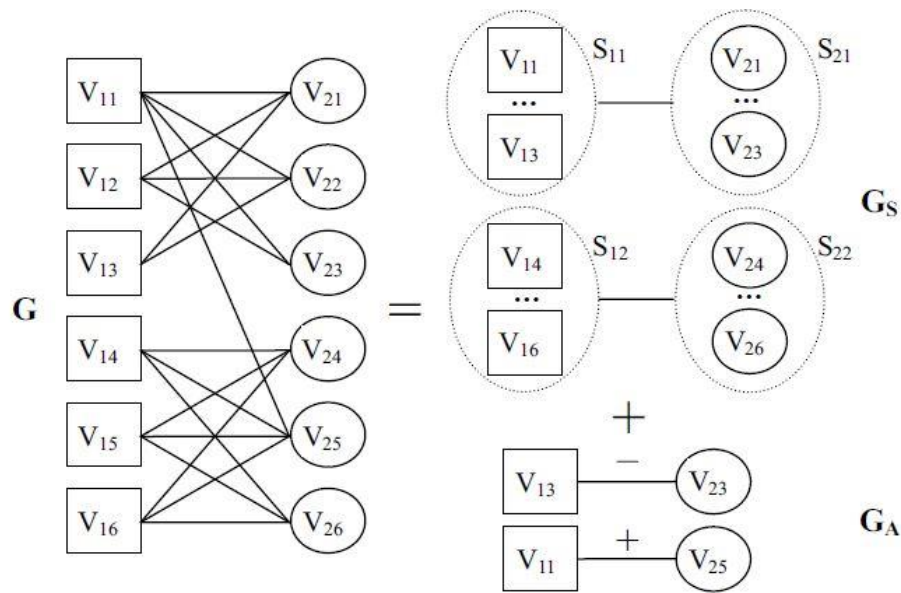 G
V11
V12
V13
V14
V15
V16
V21
V22
V23
V24
V25
V26
=
V11
...
V13
S11
V21
...
V23
S21
V14
...
V16
S12
V24
...
V26
S22
GS
+
V13
−
V23
V11
+
V25
GA